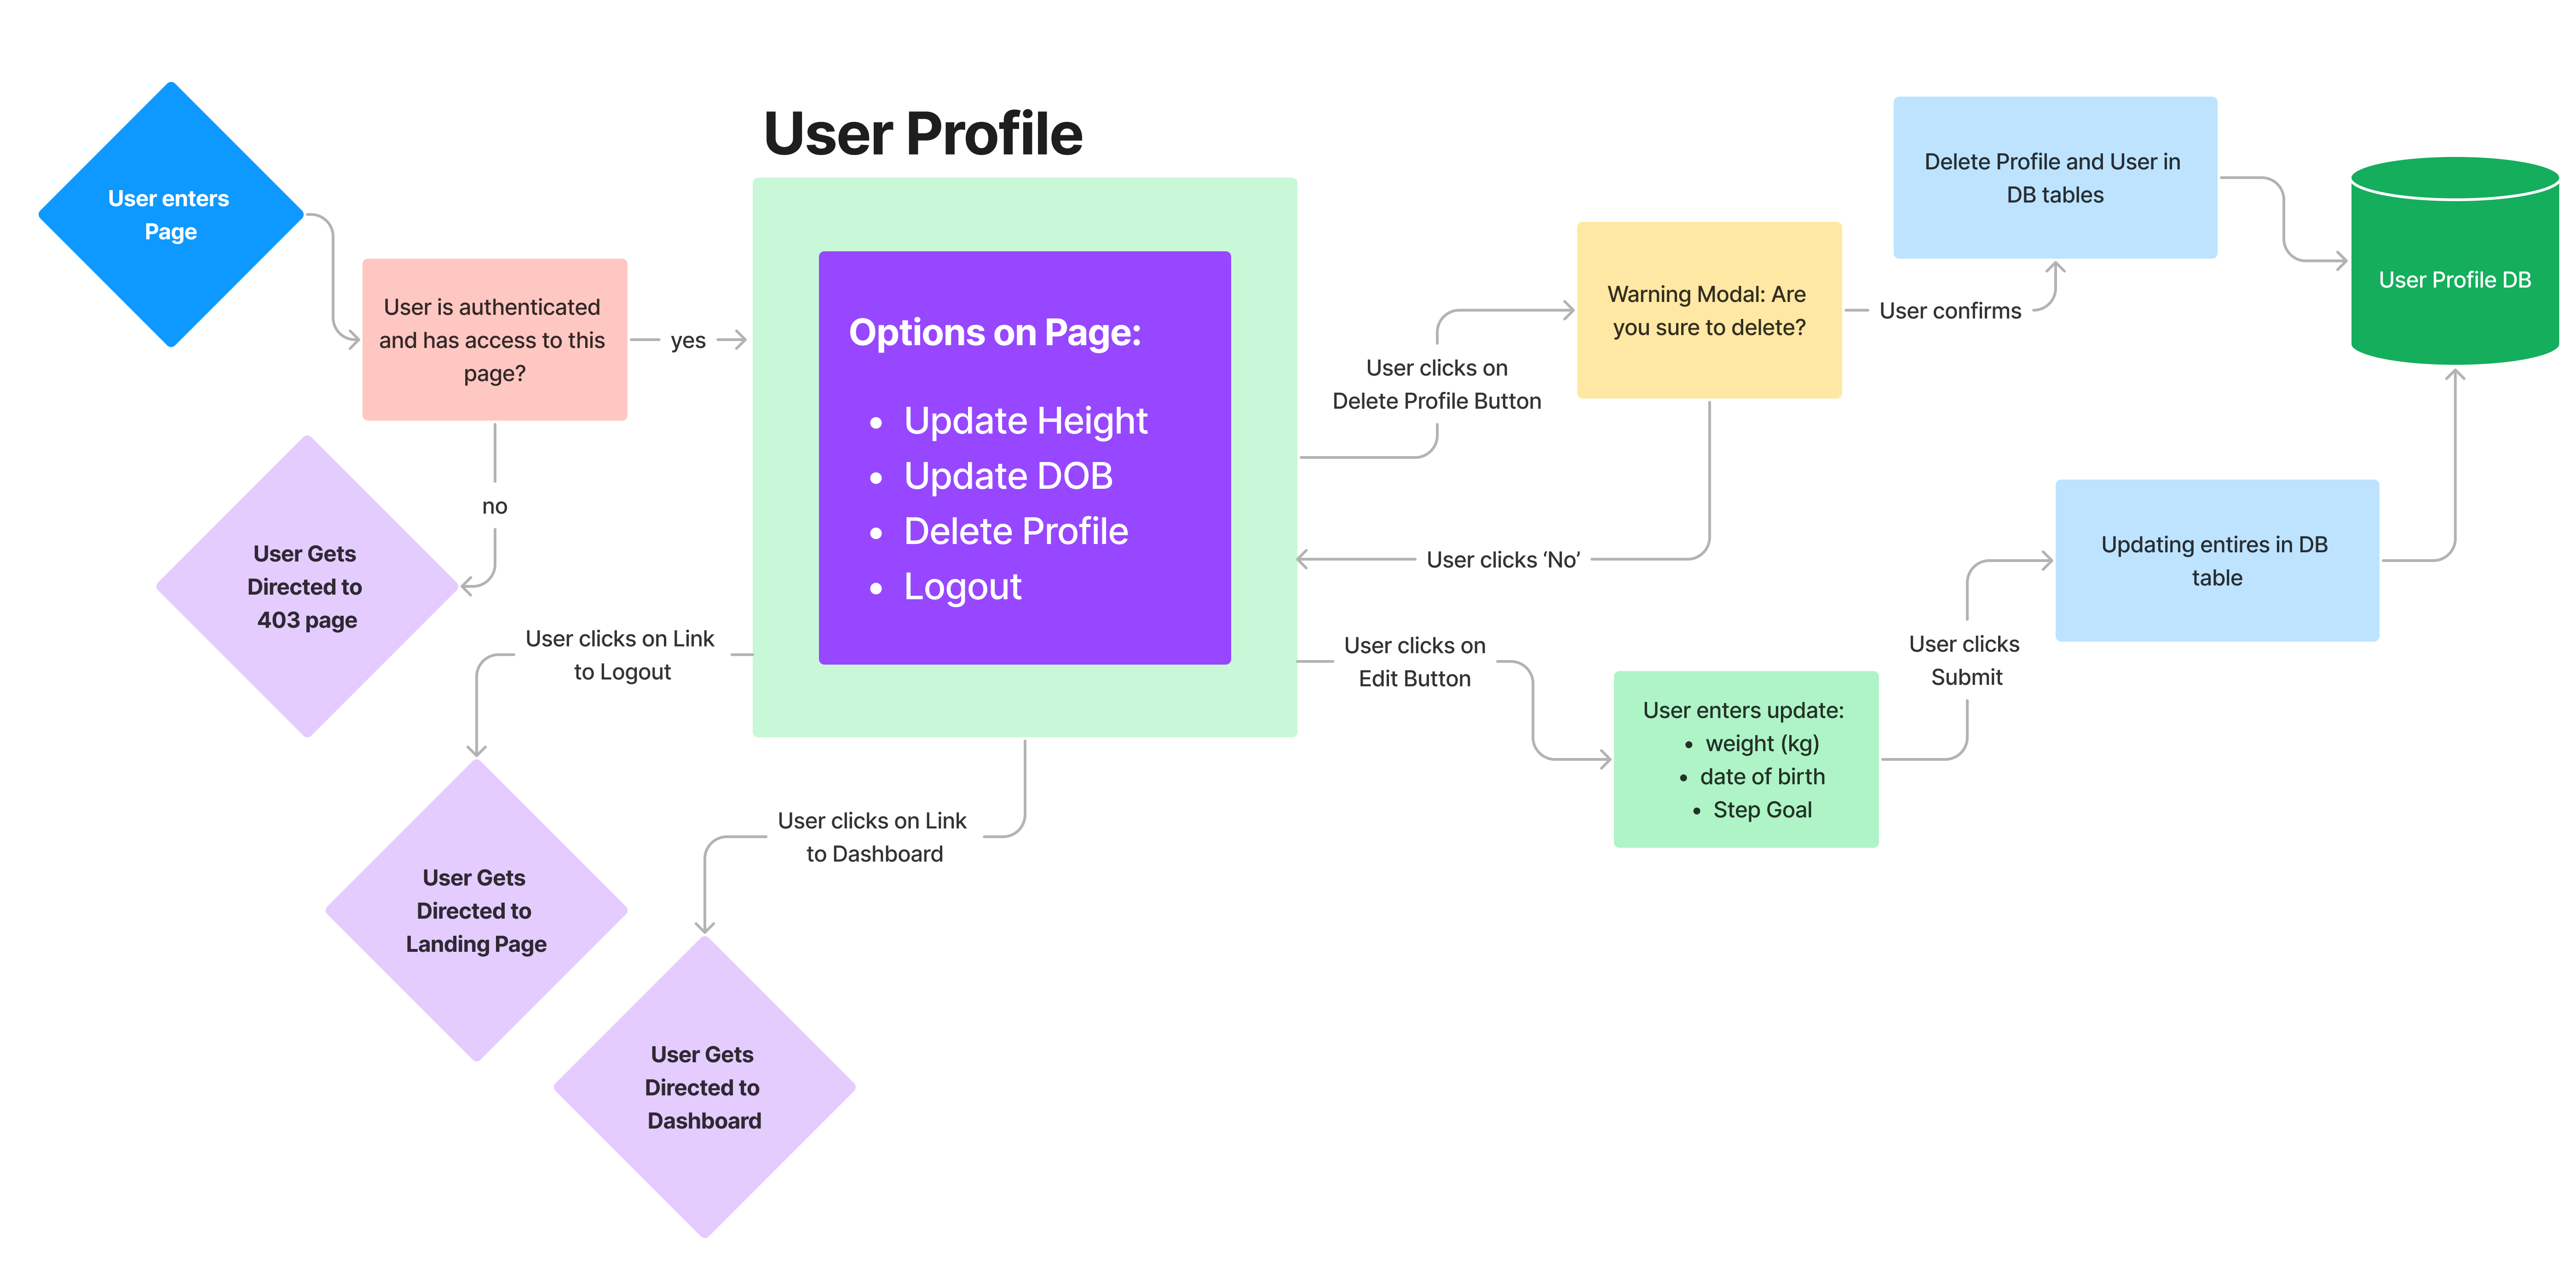 User Profile
User enters
Page
User is authenticated
and has access to this
page?
yes
no
User Gets
Directed to
403 page
Options on Page:
• Update Height
• Update DOB
• Delete Profile
• Logout
User clicks on Link
to Logout
User Gets
Directed to
Landing Page
User clicks on Link
to Dashboard
User Gets
Directed to
Dashboard
User clicks on
Delete Profile Button
Warning Modal: Are
you sure to delete?
User confirms
Delete Profile and User in
DB tables
User Profile DB
User clicks ‘No’
User clicks on
Edit Button
User enters update:
• weight (kg)
• date of birth
• Step Goal
User clicks
Submit
Updating entires in DB
table